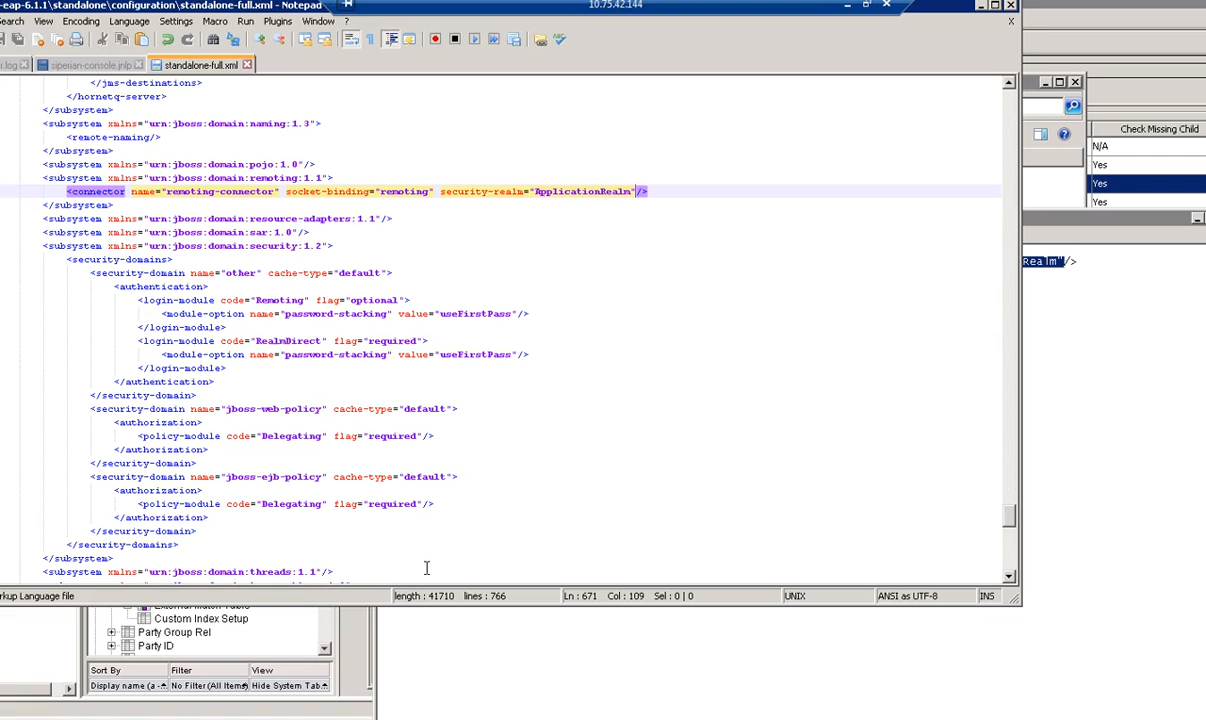 -eap-6.1.1\standalone\configuration\standalone-full.xml - Notepad
10.75.42.144
Search View Encoding Language Settings Macro Run Plugins Window ? X
r.log siperian-console.jnlp standalone-full.xml
</jms-destinations>
</hornetq-server>
</subsystem>
<subsystem xmlns="urn:jboss:domain:naming:1.3">
<remote-naming/>
</subsystem>
<subsystem xmlns="urn:jboss:domain:pojo:1.0"/>
<subsystem xmlns="urn:jboss:domain:remoting:1.1">
<connector name="remoting-connector" socket-binding="remoting" security-realm="ApplicationRealm"/>
</subsystem>
<subsystem xmlns="urn:jboss:domain:resource-adapters:1.1"/>
<subsystem xmlns="urn:jboss:domain:sar:1.0"/>
<subsystem xmlns="urn:jboss:domain:security:1.2">
<security-domains>
<security-domain name="other" cache-type="default">
<authentication>
<login-module code="Remoting" flag="optional">
<module-option name="password-stacking" value="useFirstPass"/>
</login-module>
<login-module code="RealmDirect" flag="required">
<module-option name="password-stacking" value="useFirstPass"/>
</login-module>
</authentication>
</security-domain>
<security-domain name="jboss-web-policy" cache-type="default">
<authorization>
<policy-module code="Delegating" flag="required"/>
</authorization>
</security-domain>
<security-domain name="jboss-ejb-policy" cache-type="default">
<authorization>
<policy-module code="Delegating" flag="required"/>
</authorization>
</security-domain>
</security-domains>
</subsystem>
<subsystem xmlns="urn:jboss:domain:threads:1.1"/>
rkup Language file length : 41710 lines : 766 Ln : 671 Col : 109 Sel : 0 | 0 UNIX ANSI as UTF-8 INS
Check Missing Child
N/A
Yes
Yes
Yes
Realm"/>
Custom Index Setup
Party Group Rel
Party ID
Sort By Filter View
Display name (a - No Filter (All Items) Hide System Tab..